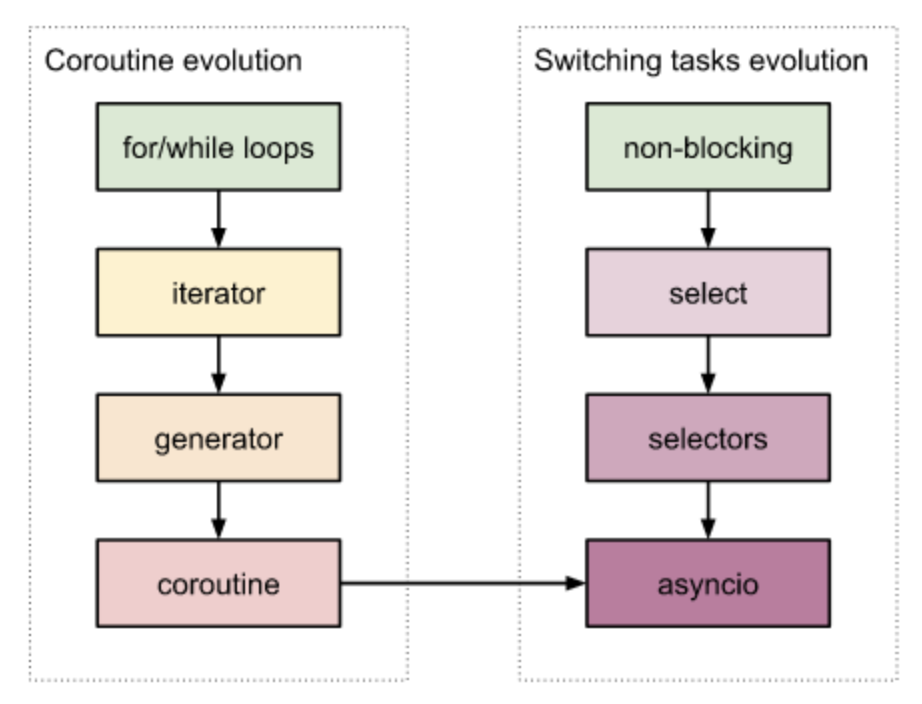 Coroutine evolution
for/while loops
iterator
generator
coroutine
Switching tasks evolution
non-blocking
select
selectors
asyncio